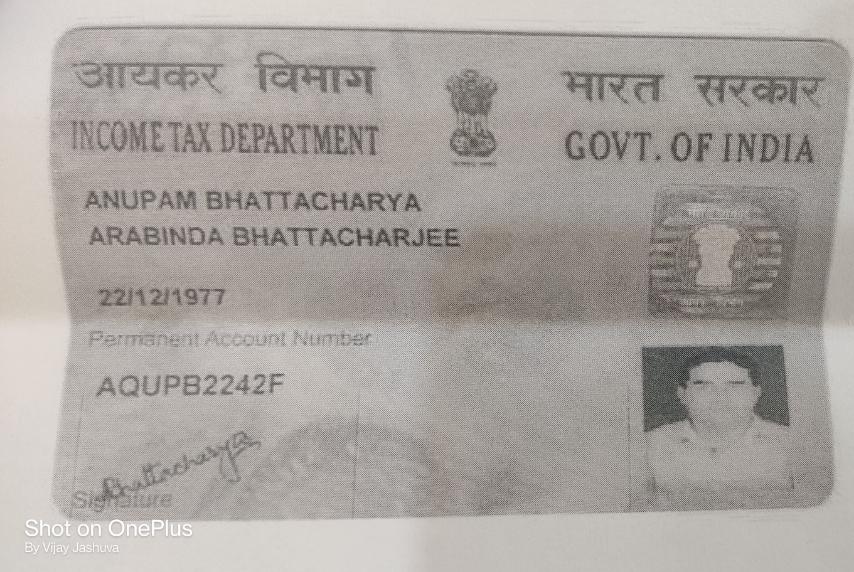 आयकर विभाग
भारत सरकार
INCOME TAX DEPARTMENT
GOVT. OF INDIA
ANUPAM BHATTACHARYA
ARABINDA BHATTACHARJEE
22/12/1977
Permanent Account Number
AQUPB2242F
Bhattacharya
Signature
Shot on OnePlus
By Vijay Jashuva